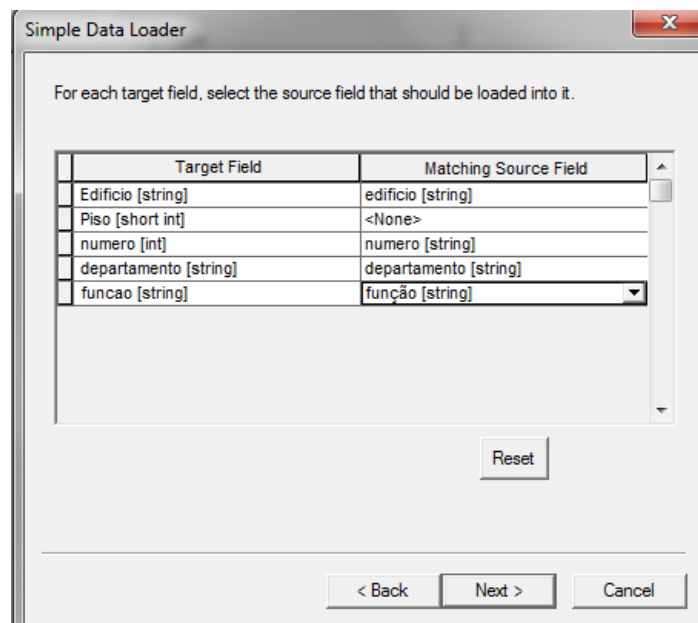 Simple Data Loader
For each target field, select the source field that should be loaded into it.
Target Field Matching Source Field
Edificio [string] edificio [string]
Piso [short int] <None>
numero [int] numero [string]
departamento [string] departamento [string]
funcao [string] função [string]
Reset
< Back Next > Cancel